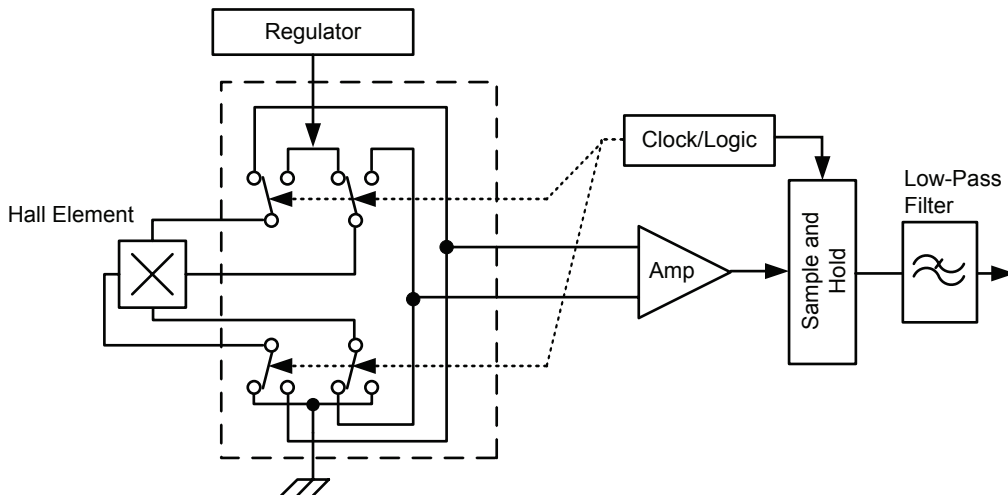 Regulator
Clock/Logic
Low-Pass
Filter
Hall Element
Amp
Sample and
Hold